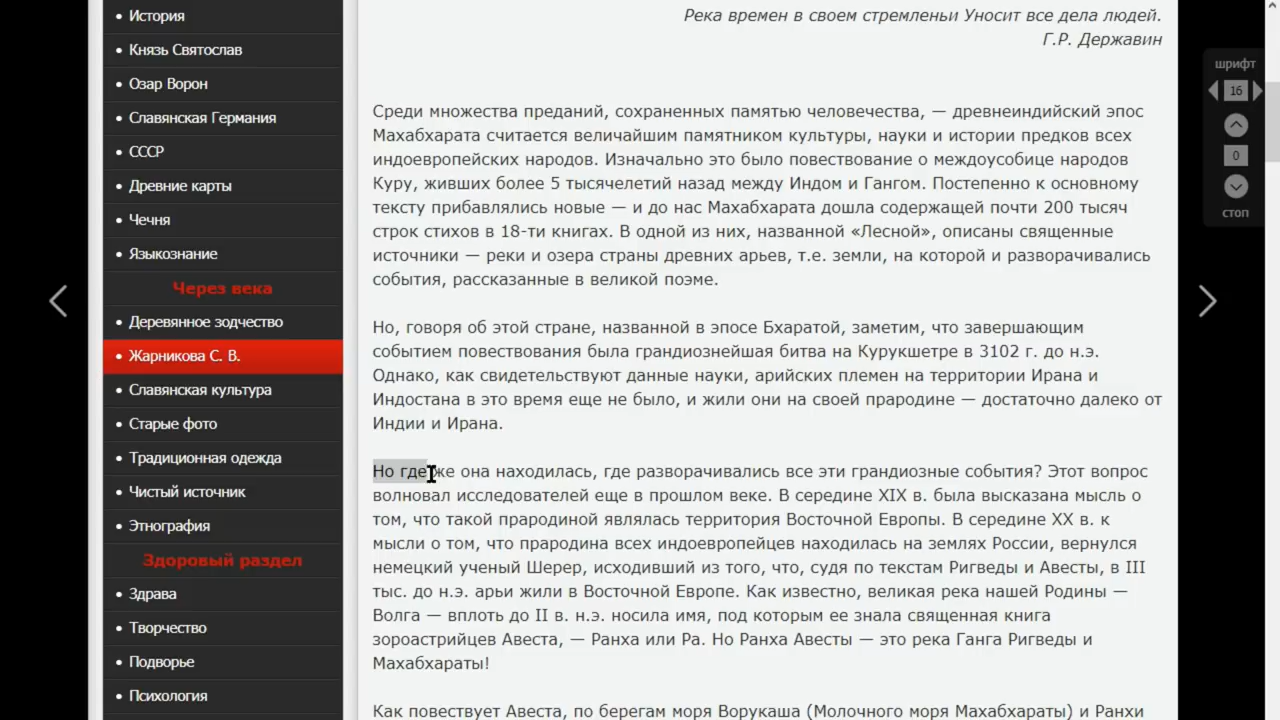 История
Князь Святослав
Озар Ворон
Славянская Германия
СССР
Древние карты
Чечня
Языкознание
Через века
Деревянное зодчество
Жарникова С. В.
Славянская культура
Старые фото
Традиционая одежда
Чистый источник
Этнография
Здоровый раздел
Здрава
Творчество
Подворье
Психология
Река времен в своем стремленьи Уносит все дела людей.
Г.Р. Державин
Среди множества преданий, сохраненных памятью человечества, — древнеиндийский эпос
Махабхарата считается величайшим памятником культуры, науки и истории предков всех
индоевропейских народов. Изначально это было повествование о междоусобице народов
Куру, живших более 5 тысячелетий назад между Индом и Гангом. Постепенно к основному
тексту прибавлялись новые — и до нас Махабхарата дошла содержащей почти 200 тысяч
строк стихов в 18-ти книгах. В одной из них, названной «Лесной», описаны священные
источники — реки и озера страны древних арьев, т.е. земли, на которой и разворачивались
события, рассказанные в великой поэме.
Но, говоря об этой стране, названной в эпосе Бхаратой, заметим, что завершающим
событием повествования была грандиознейшая битва на Курукшетре в 3102 г. до н.э.
Однако, как свидетельствуют данные науки, арийских племен на территории Ирана и
Индостана в это время еще не было, и жили они на своей прародине — достаточно далеко от
Индии и Ирана.
Но где же она находилась, где разворачивались все эти грандиозные события? Этот вопрос
волновал исследователей еще в прошлом веке. В середине XIX в. была высказана мысль о
том, что такой прародиной являлась территория Восточной Европы. В середине XX в. к
мысли о том, что прародина всех индоевропейцев находилась на землях России, вернулся
немецкий ученый Шерер, исходивший из того, что, судя по текстам Ригведы и Авесты, в III
тыс. до н.э. арьи жили в Восточной Европе. Как известно, великая река нашей Родины —
Волга — вплоть до II в. н.э. носила имя, под которым ее знала священная книга
зороастрийцев Авеста, — Ранха или Ра. Но Ранха Авесты — это река Ганга Ригведы и
Махабхараты!
Как повествует Авеста, по берегам моря Ворукаша (Молочного моря Махабхараты) и Ранхи
шрифт
16
0
стоп